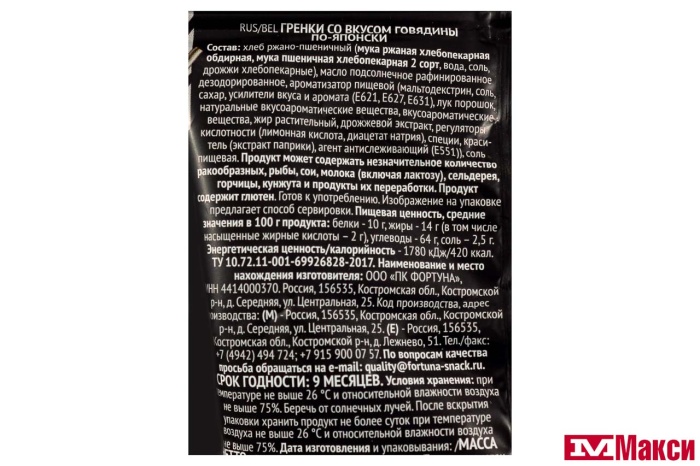 RUS/BEL ГРЕНКИ СО ВКУСОМ ГОВЯДИНЫ
ПО-ЯПОНСКИ
Состав: хлеб ржано-пшеничный (мука ржаная хлебопекарная
обдирная, мука пшеничная хлебопекарная 2 сорт, вода, соль,
дрожжи хлебопекарные), масло подсолнечное рафинированное
дезодорированное, ароматизатор пищевой (мальтодекстрин, соль,
сахар, усилители вкуса и аромата (Е621, Е627, Е631), лук порошок,
натуральные вкусоароматические вещества, вкусоароматические
вещества, жир растительный, дрожжевой экстракт, регуляторы
кислотности (лимонная кислота, диацетат натрия), специи, краси-
тель (экстракт паприки), агент антислеживающий (Е551)), соль
пищевая. Продукт может содержать незначительное количество
ракообразных, рыбы, сои, молока (включая лактозу), сельдерея,
горчицы, кунжута и продукты их переработки. Продукт
содержит глютен. Готов к употреблению. Изображение на упаковке
предлагает способ сервировки. Пищевая ценность, средние
значения в 100 г продукта: белки - 10 г, жиры - 14 г (в том числе
насыщенные жирные кислоты – 2 г), углеводы - 64 г, соль – 2,5 г.
Энергетическая ценность/калорийность - 1780 кДж/420 ккал.
ТУ 10.72.11-001-69926828-2017. Наименование и место
нахождения изготовителя: ООО «ПК ФОРТУНА»,
ИНН 4414000370. Россия, 156535, Костромская обл., Костромской
р-н, д. Середняя, ул. Центральная, 25. Код производства, адрес
производства: (М) - Россия, 156535, Костромская обл., Костромской
р-н, д. Середняя, ул. Центральная, 25. (Е) - Россия, 156535,
Костромская обл., Костромской р-н, д. Лежнево, 51. Тел./факс:
+7 (4942) 494 724; +7 915 900 07 57. По вопросам качества
просьба обращаться на e-mail: quality@fortuna-snack.ru.
СРОК ГОДНОСТИ: 9 МЕСЯЦЕВ. Условия хранения: при
температуре не выше 26 °С и относительной влажности воздуха
не выше 75%. Беречь от солнечных лучей. После вскрытия
упаковки хранить продукт не более суток при температуре
воздуха не выше 26 °С и относительной влажности воздуха
не выше 75%. Дата изготовления и упаковывания: /МАССА
НЕТТО
Макси